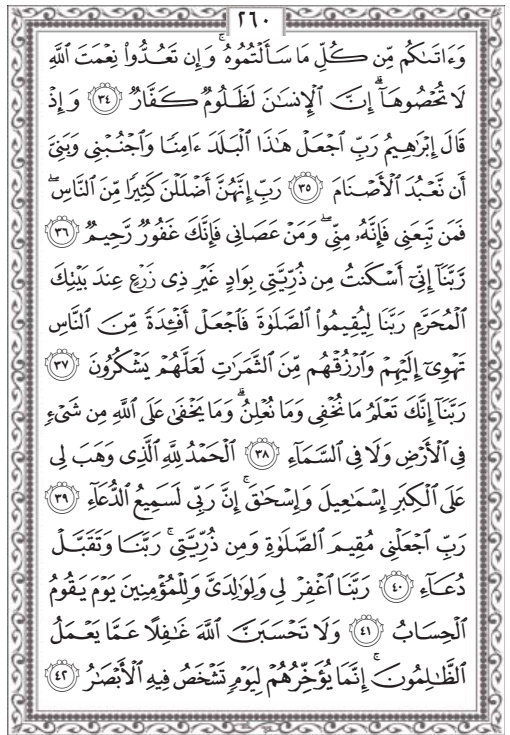 ٢٦٠
وَءَاتَىٰكُم مِّن كُلِّ مَا سَأَلْتُمُوهُ ۚ وَإِن تَعُدُّوا۟ نِعْمَتَ ٱللَّهِ
لَا تُحْصُوهَآ ۗ إِنَّ ٱلْإِنسَٰنَ لَظَلُومٌ كَفَّارٌ ٣٤ وَإِذْ
قَالَ إِبْرَٰهِيمُ رَبِّ ٱجْعَلْ هَٰذَا ٱلْبَلَدَ ءَامِنًا وَٱجْنُبْنِى وَبَنِىَّ
أَن نَّعْبُدَ ٱلْأَصْنَامَ ٣٥ رَبِّ إِنَّهُنَّ أَضْلَلْنَ كَثِيرًا مِّنَ ٱلنَّاسِ ۖ
فَمَن تَبِعَنِى فَإِنَّهُۥ مِنِّى ۖ وَمَنْ عَصَانِى فَإِنَّكَ غَفُورٌ رَّحِيمٌ ٣٦
رَّبَّنَآ إِنِّىٓ أَسْكَنتُ مِن ذُرِّيَّتِى بِوَادٍ غَيْرِ ذِى زَرْعٍ عِندَ بَيْتِكَ
ٱلْمُحَرَّمِ رَبَّنَا لِيُقِيمُوا۟ ٱلصَّلَوٰةَ فَٱجْعَلْ أَفْـِٔدَةً مِّنَ ٱلنَّاسِ
تَهْوِىٓ إِلَيْهِمْ وَٱرْزُقْهُم مِّنَ ٱلثَّمَرَٰتِ لَعَلَّهُمْ يَشْكُرُونَ ٣٧
رَبَّنَآ إِنَّكَ تَعْلَمُ مَا نُخْفِى وَمَا نُعْلِنُ ۗ وَمَا يَخْفَىٰ عَلَى ٱللَّهِ مِن شَىْءٍ
فِى ٱلْأَرْضِ وَلَا فِى ٱلسَّمَآءِ ٣٨ ٱلْحَمْدُ لِلَّهِ ٱلَّذِى وَهَبَ لِى
عَلَى ٱلْكِبَرِ إِسْمَٰعِيلَ وَإِسْحَٰقَ ۚ إِنَّ رَبِّى لَسَمِيعُ ٱلدُّعَآءِ ٣٩
رَبِّ ٱجْعَلْنِى مُقِيمَ ٱلصَّلَوٰةِ وَمِن ذُرِّيَّتِى ۚ رَبَّنَا وَتَقَبَّلْ
دُعَآءِ ٤٠ رَبَّنَا ٱغْفِرْ لِى وَلِوَٰلِدَىَّ وَلِلْمُؤْمِنِينَ يَوْمَ يَقُومُ
ٱلْحِسَابُ ٤١ وَلَا تَحْسَبَنَّ ٱللَّهَ غَٰفِلًا عَمَّا يَعْمَلُ
ٱلظَّٰلِمُونَ ۚ إِنَّمَا يُؤَخِّرُهُمْ لِيَوْمٍ تَشْخَصُ فِيهِ ٱلْأَبْصَٰرُ ٤٢